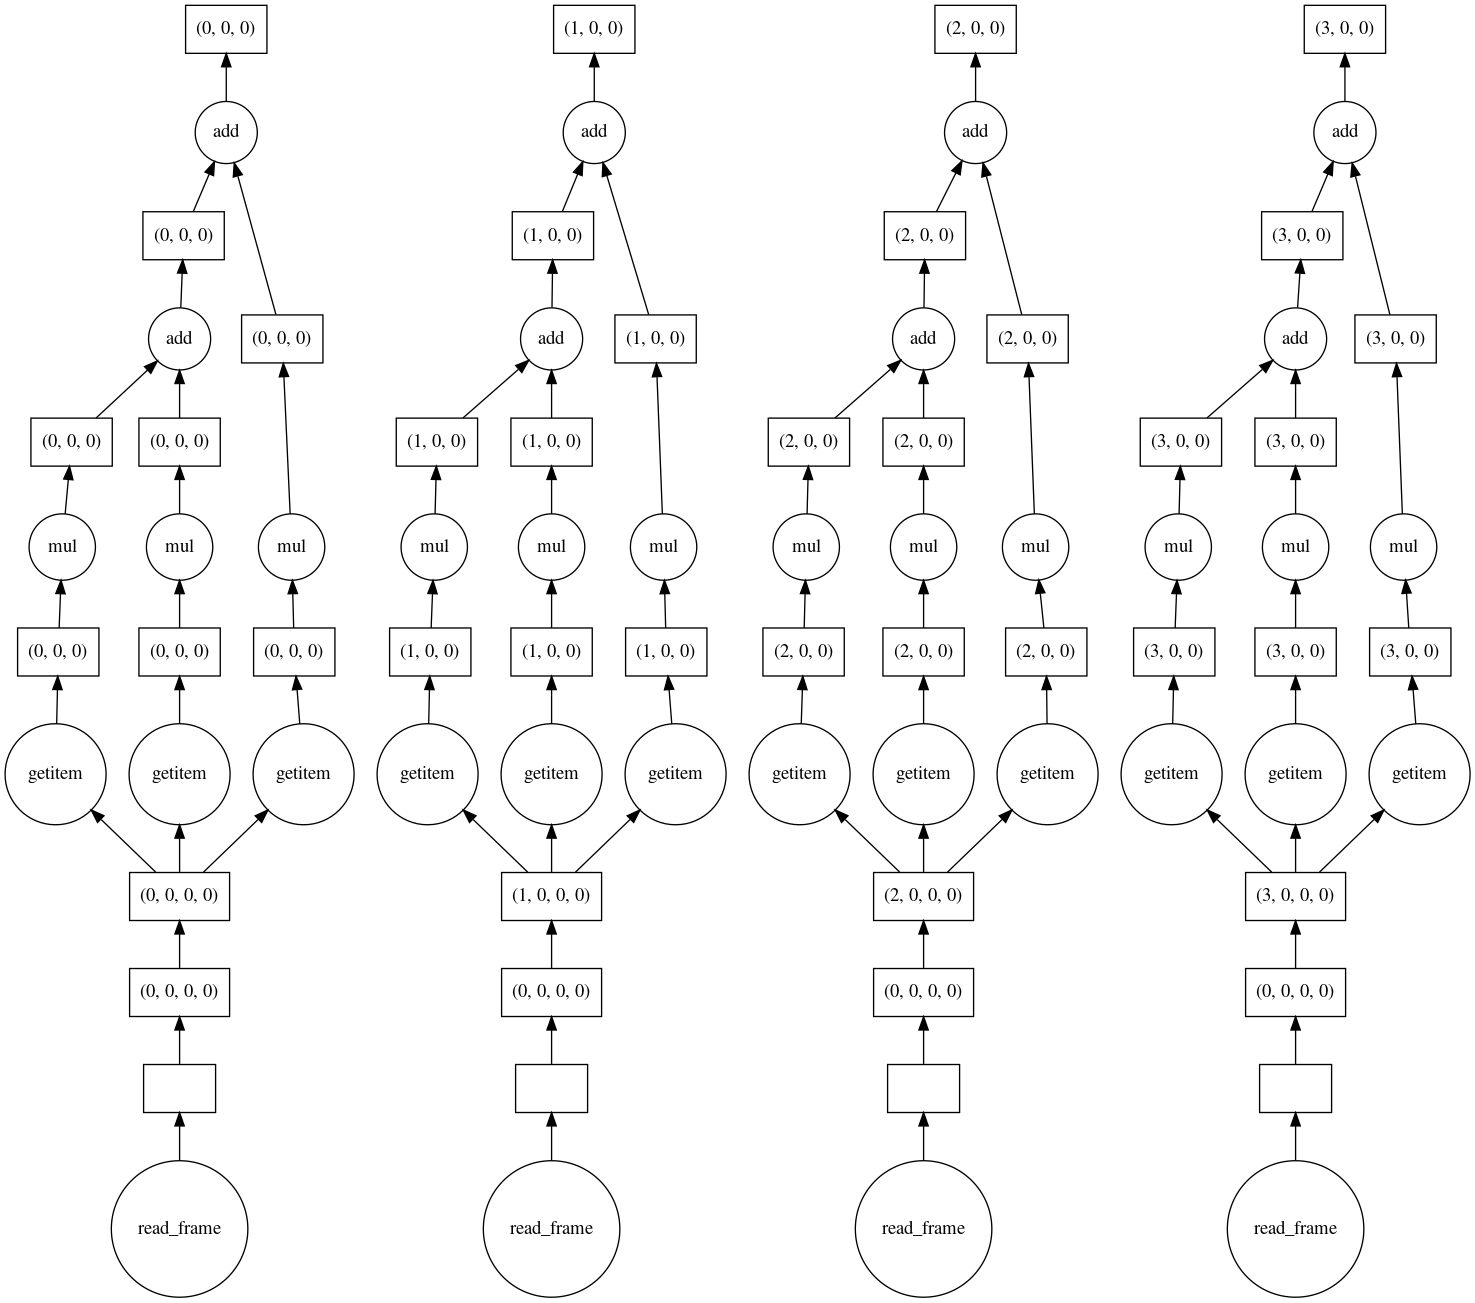 (0, 0, 0) (1, 0, 0) (2, 0, 0) (3, 0, 0)
add add add add
(0, 0, 0) (1, 0, 0) (2, 0, 0) (3, 0, 0)
add (0, 0, 0) add (1, 0, 0) add (2, 0, 0) add (3, 0, 0)
(0, 0, 0) (0, 0, 0) (1, 0, 0) (1, 0, 0) (2, 0, 0) (2, 0, 0) (3, 0, 0) (3, 0, 0)
mul mul mul mul mul mul mul mul mul mul mul mul
(0, 0, 0) (0, 0, 0) (0, 0, 0) (1, 0, 0) (1, 0, 0) (1, 0, 0) (2, 0, 0) (2, 0, 0) (2, 0, 0) (3, 0, 0) (3, 0, 0) (3, 0, 0)
getitem getitem getitem getitem getitem getitem getitem getitem getitem getitem getitem getitem
(0, 0, 0, 0) (1, 0, 0, 0) (2, 0, 0, 0) (3, 0, 0, 0)
(0, 0, 0, 0) (0, 0, 0, 0) (0, 0, 0, 0) (0, 0, 0, 0)
read_frame read_frame read_frame read_frame